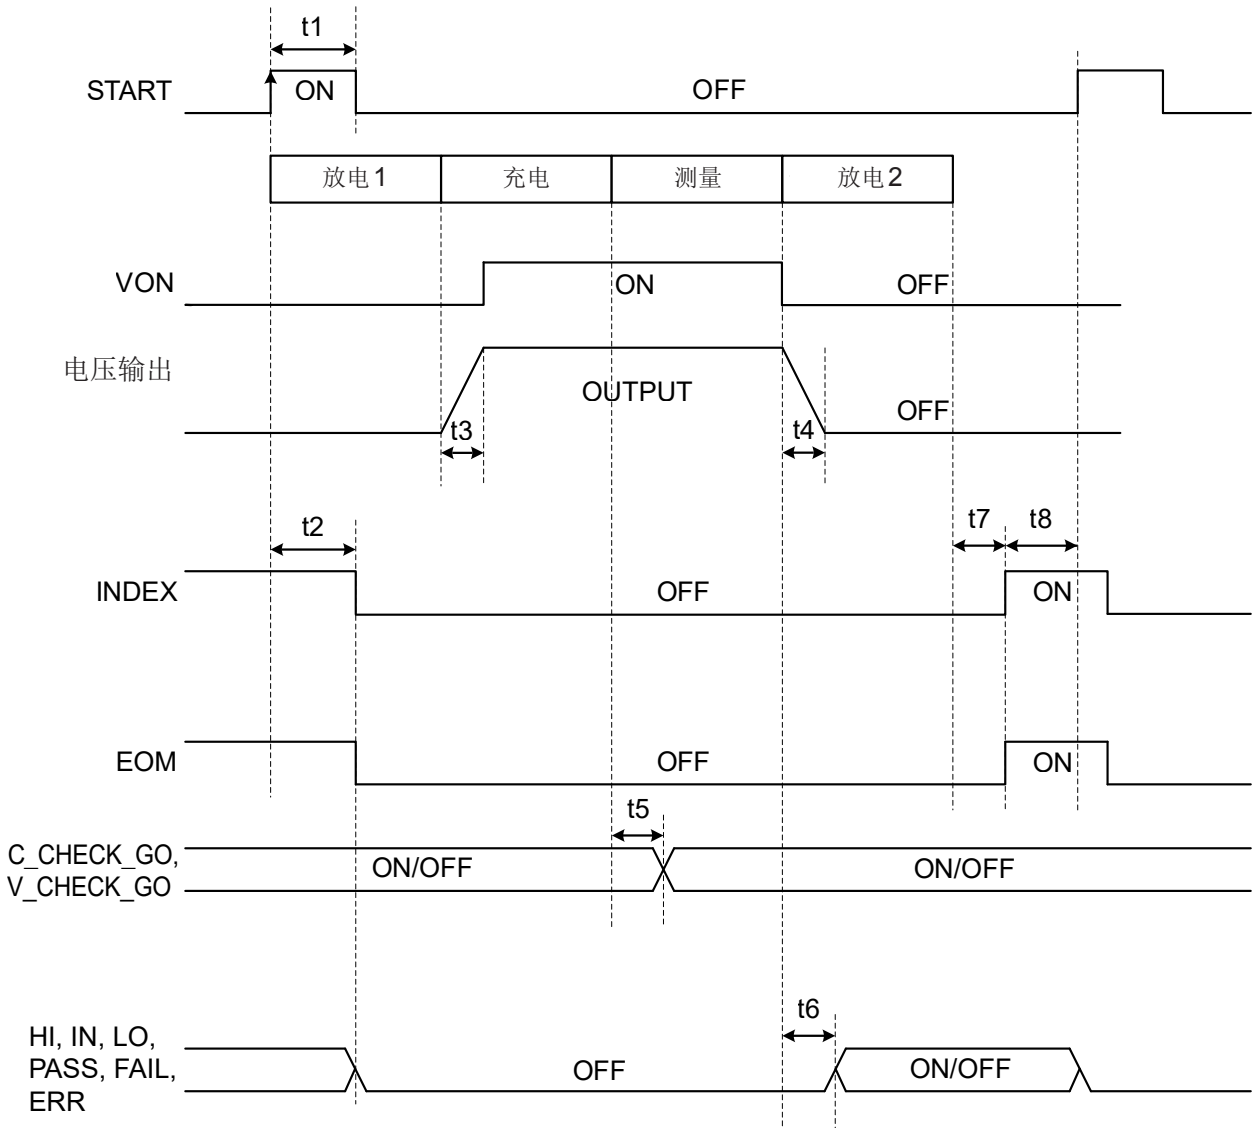 t1
START
ON
OFF
放电1
充电
测量
放电2
VON
ON
OFF
电压输出
OUTPUT
OFF
t3
t4
t2
t7
t8
INDEX
OFF
ON
EOM
OFF
ON
t5
C_CHECK_GO,
V_CHECK_GO
ON/OFF
ON/OFF
t6
HI, IN, LO,
PASS, FAIL,
ERR
OFF
ON/OFF